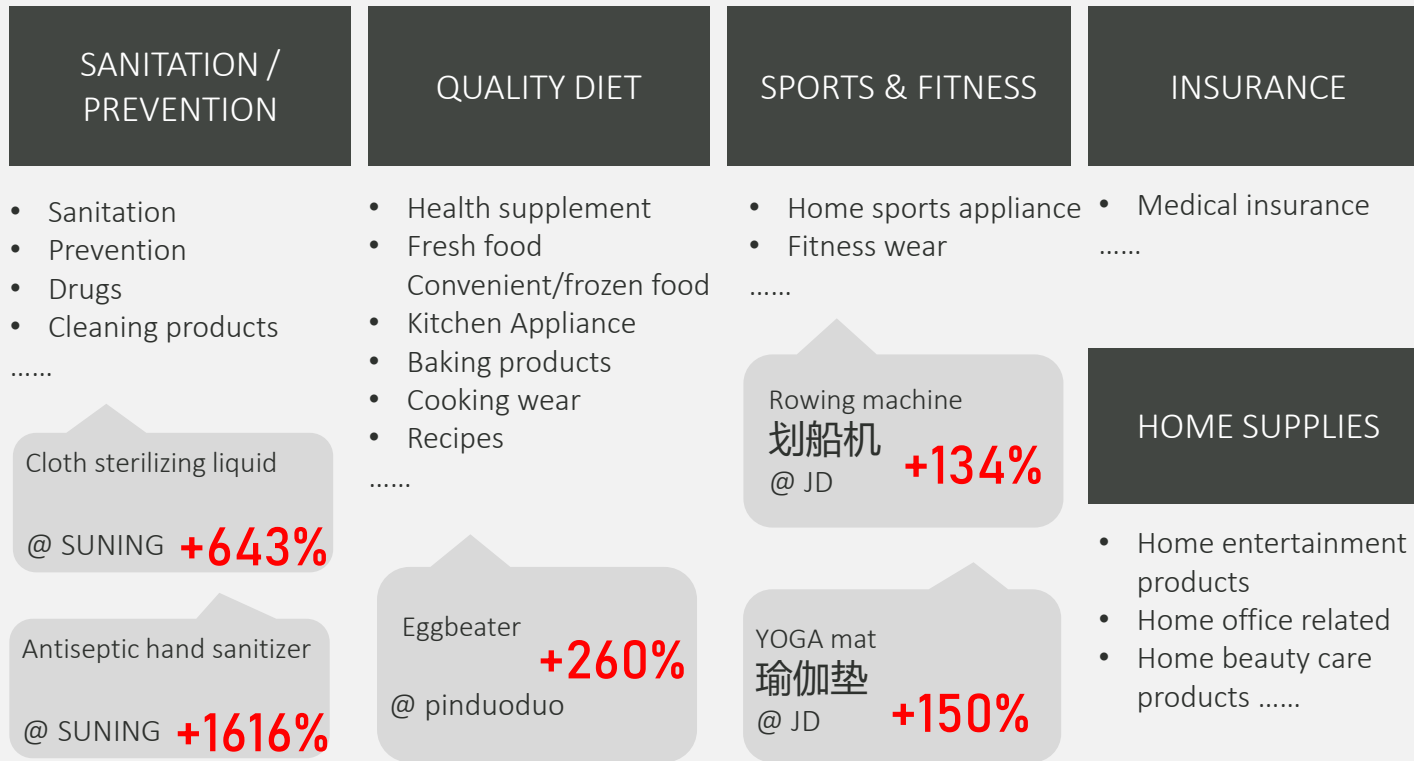 SANITATION /
PREVENTION
• Sanitation
• Prevention
• Drugs
• Cleaning products
......
Cloth sterilizing liquid
@ SUNING +643%
Antiseptic hand sanitizer
@ SUNING +1616%
QUALITY DIET
• Health supplement
• Fresh food
Convenient/frozen food
• Kitchen Appliance
• Baking products
• Cooking wear
• Recipes
......
Eggbeater
+260%
@ pinduoduo
SPORTS & FITNESS
• Home sports appliance
• Fitness wear
......
Rowing machine
划船机
+134%
@ JD
YOGA mat
瑜伽垫
@ JD
+150%
INSURANCE
• Medical insurance
......
HOME SUPPLIES
• Home entertainment
products
• Home office related
• Home beauty care
products ......